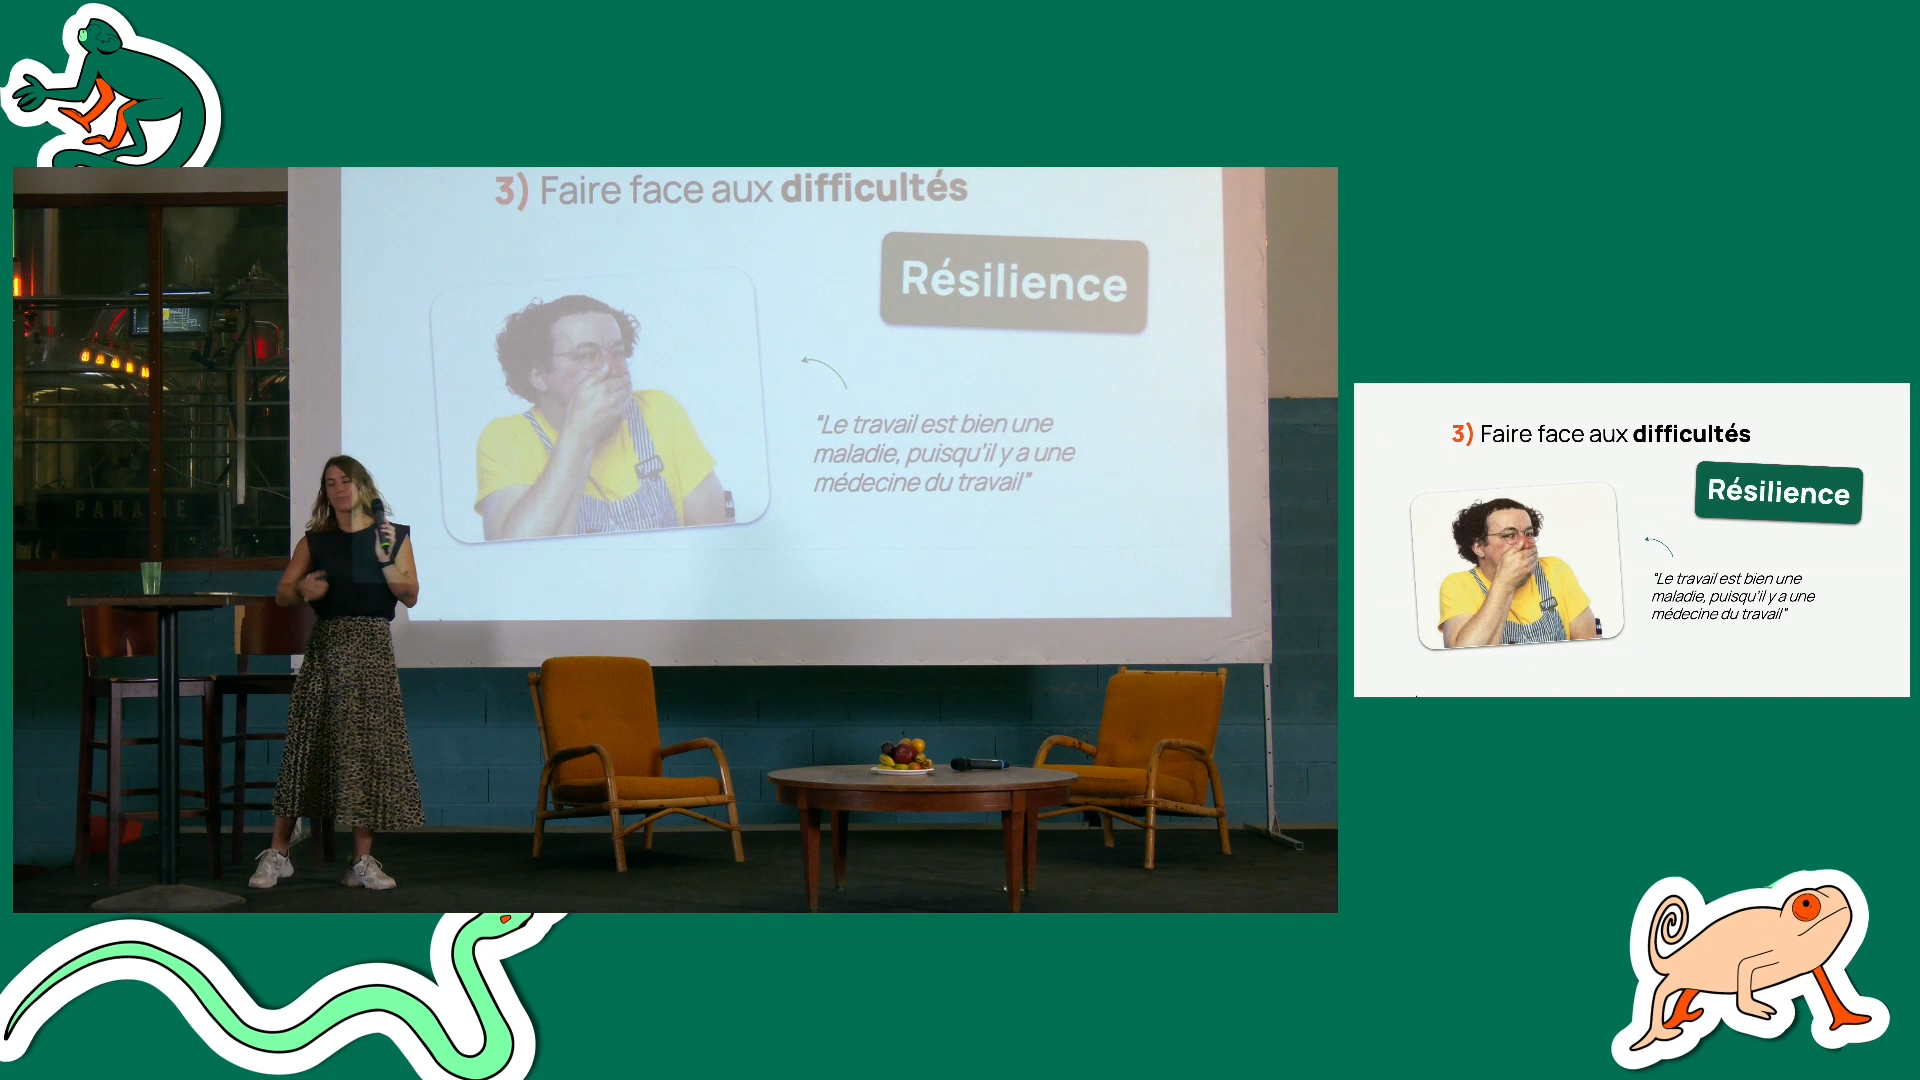 3) Faire face aux difficultés
Résilience
“Le travail est bien une
maladie, puisqu’il y a une
médecine du travail”
PANAME
3) Faire face aux difficultés
Résilience
“Le travail est bien une
maladie, puisqu’il y a une
médecine du travail”